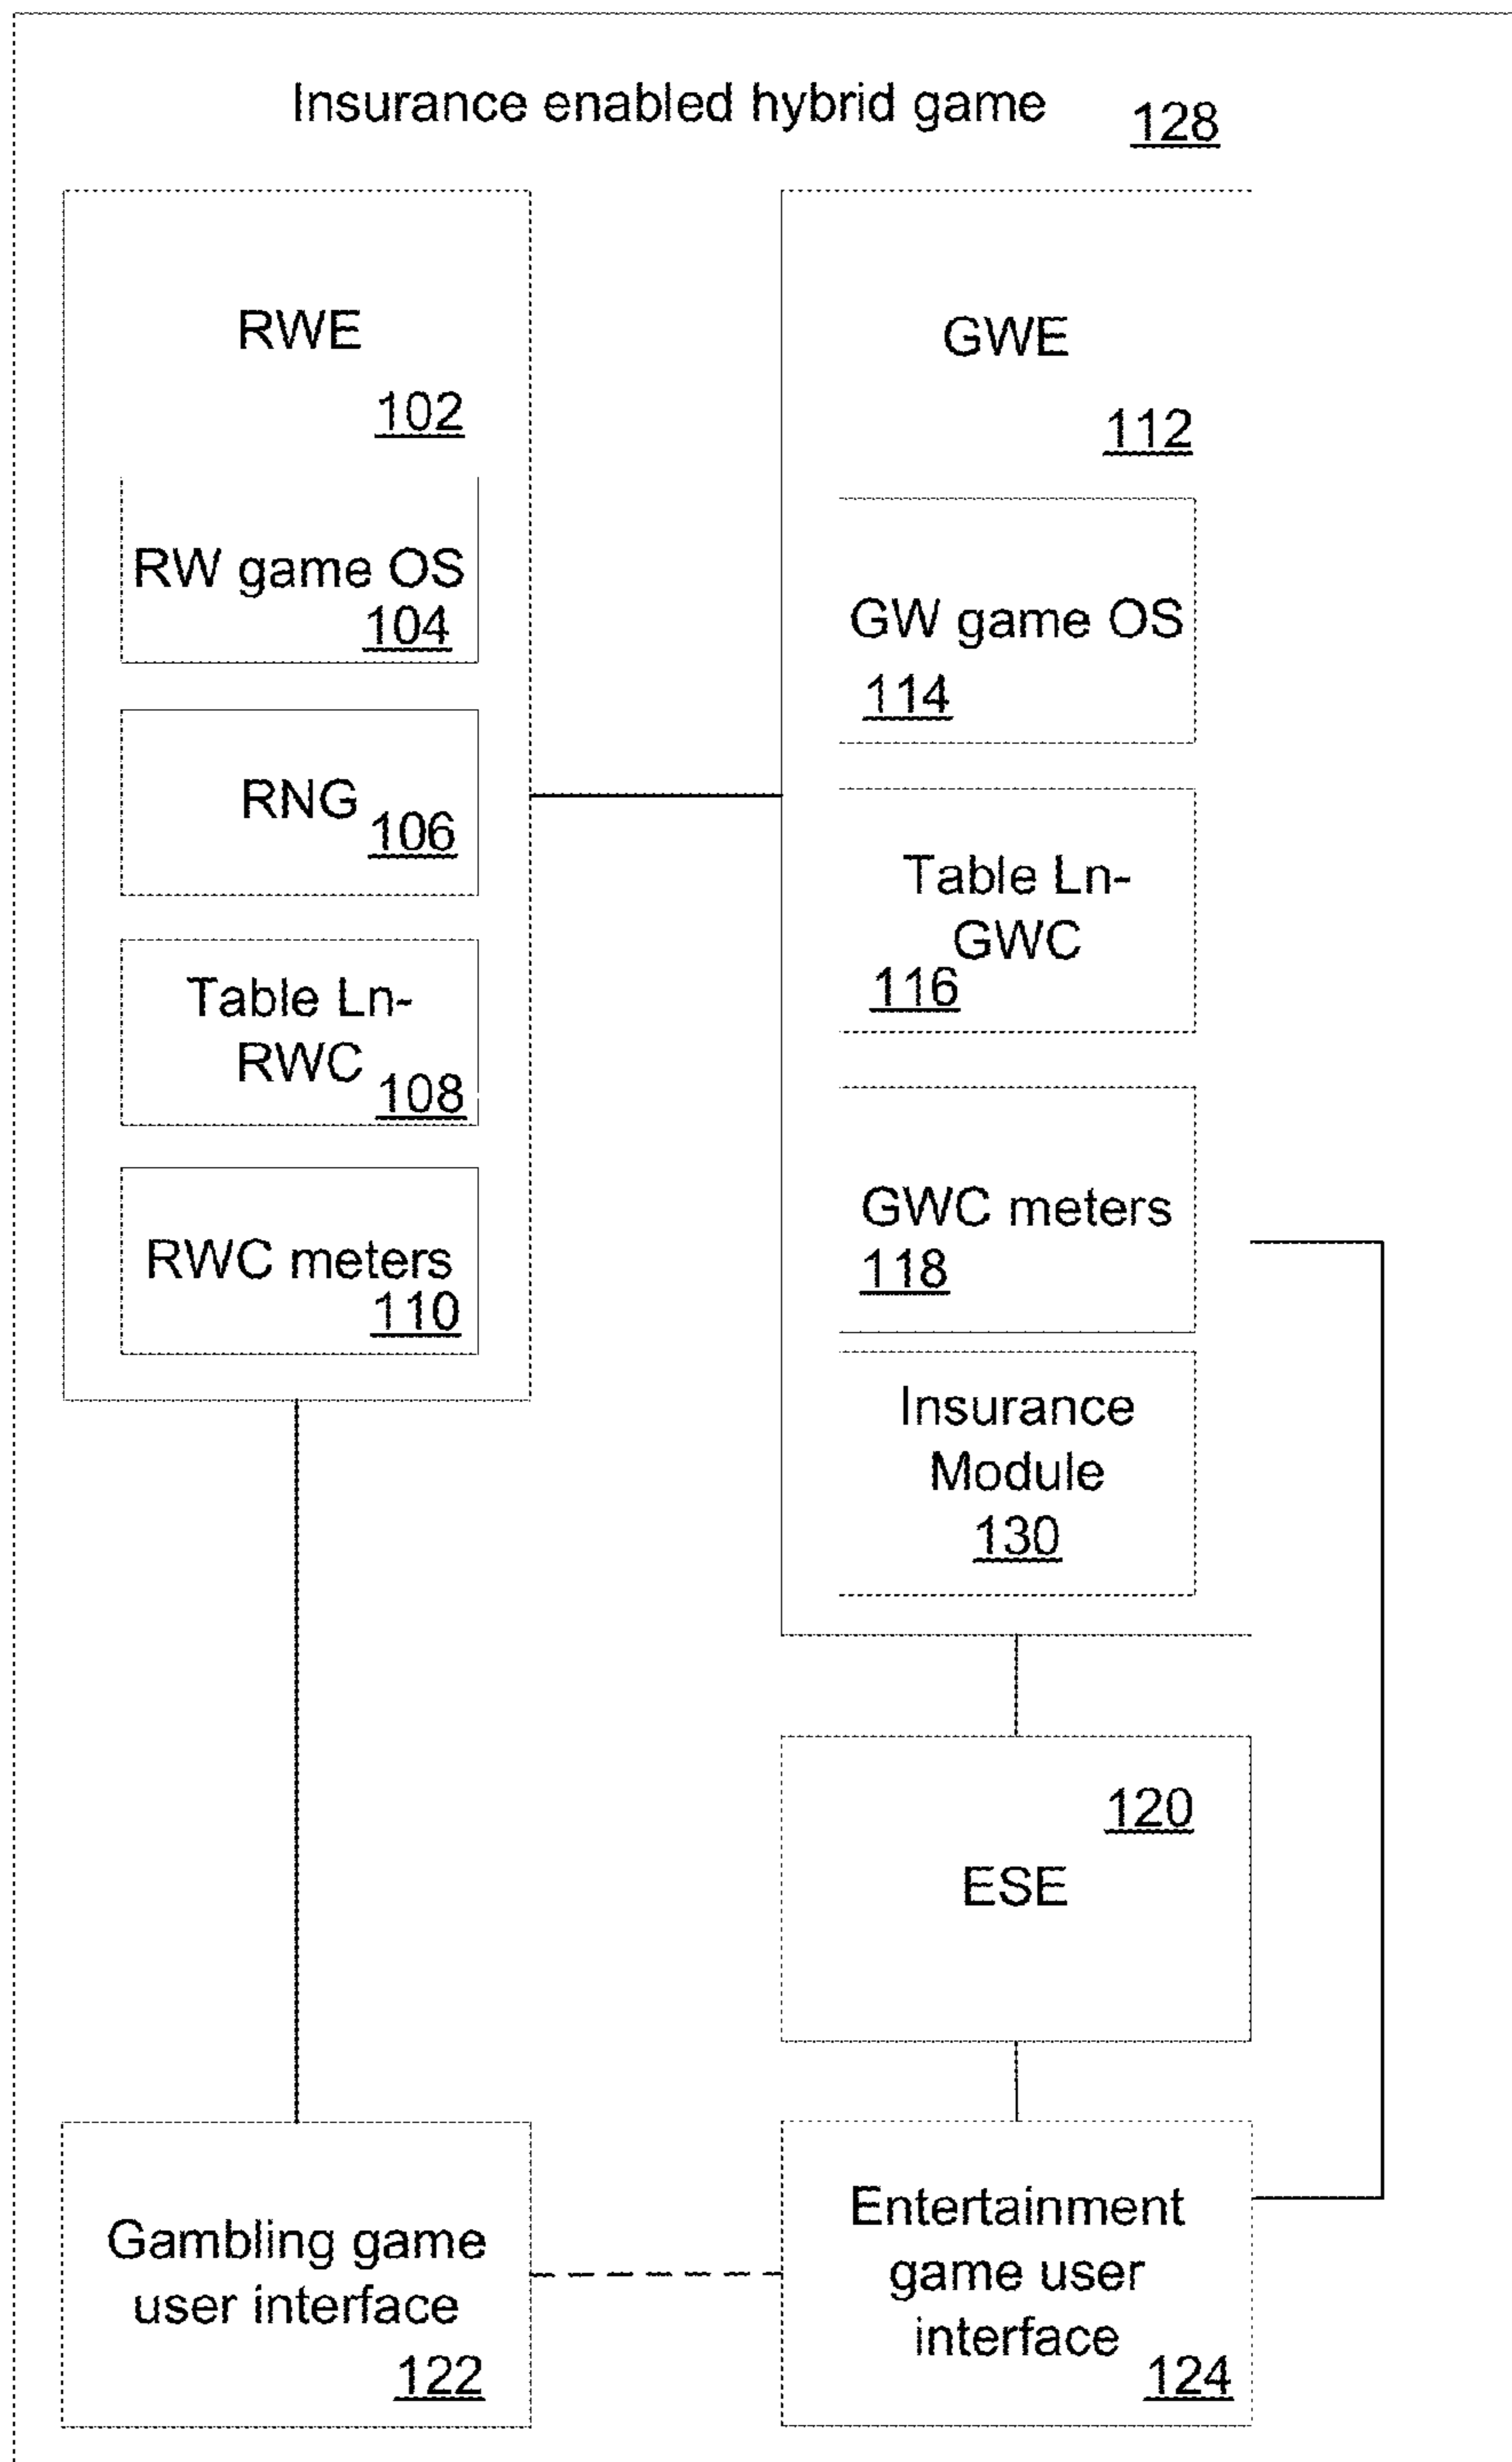 Insurance enabled hybrid game
128
RWE
102
RW game OS
104
RNG
106
Table Ln-
RWC
108
RWC meters
110
GWE
112
GW game OS
114
Table Ln-
GWC
116
GWC meters
118
Insurance
Module
130
120
ESE
Gambling game
user interface
122
Entertainment
game user
interface
124